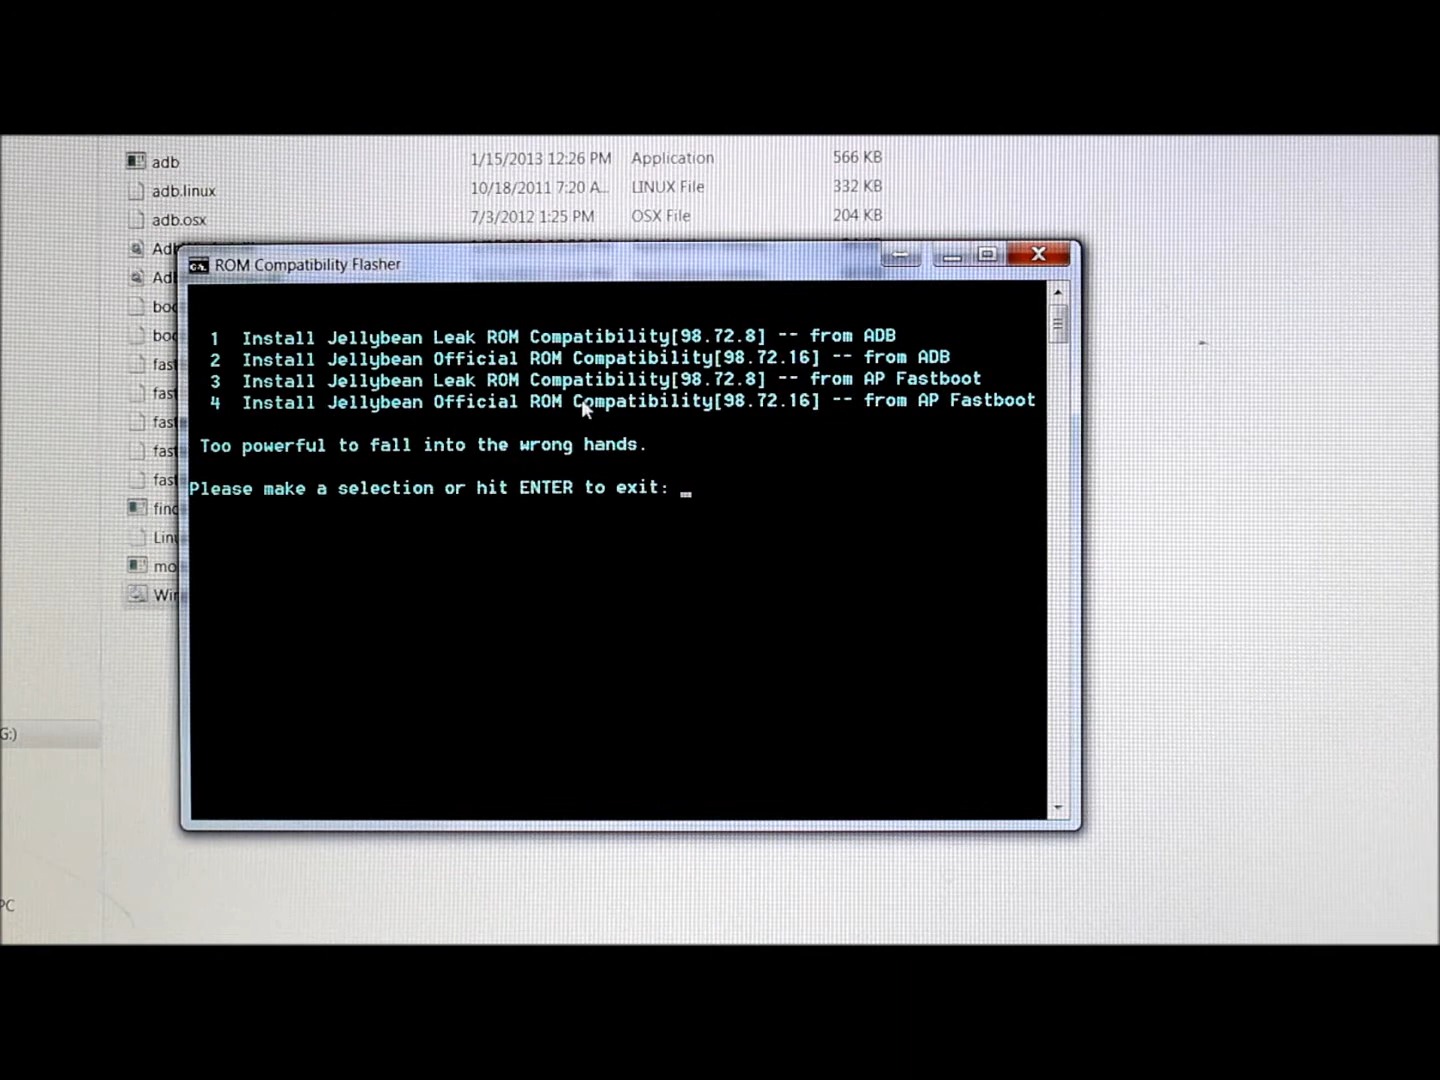 adb 1/15/2013 12:26 PM Application 566 KB
adb.linux 10/18/2011 7:20 A... LINUX File 332 KB
adb.osx 7/3/2012 1:25 PM OSX File 204 KB
ROM Compatibility Flasher
1 Install Jellybean Leak ROM Compatibility[98.72.8] -- from ADB
2 Install Jellybean Official ROM Compatibility[98.72.16] -- from ADB
3 Install Jellybean Leak ROM Compatibility[98.72.8] -- from AP Fastboot
4 Install Jellybean Official ROM Compatibility[98.72.16] -- from AP Fastboot
Too powerful to fall into the wrong hands.
Please make a selection or hit ENTER to exit: _
G:)
PC